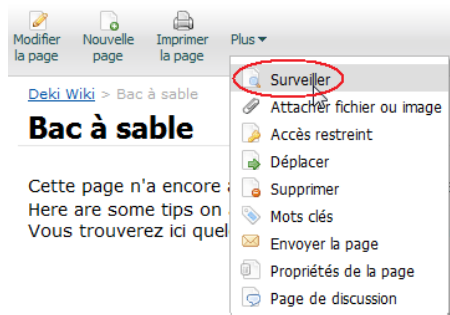 Modifier la page
Nouvelle page
Imprimer la page
Plus
Deki Wiki > Bac à sable
Bac à sable
Cette page n'a encore
Here are some tips on
Vous trouverez ici quel
Surveiller
Attacher fichier ou image
Accès restreint
Déplacer
Supprimer
Mots clés
Envoyer la page
Propriétés de la page
Page de discussion